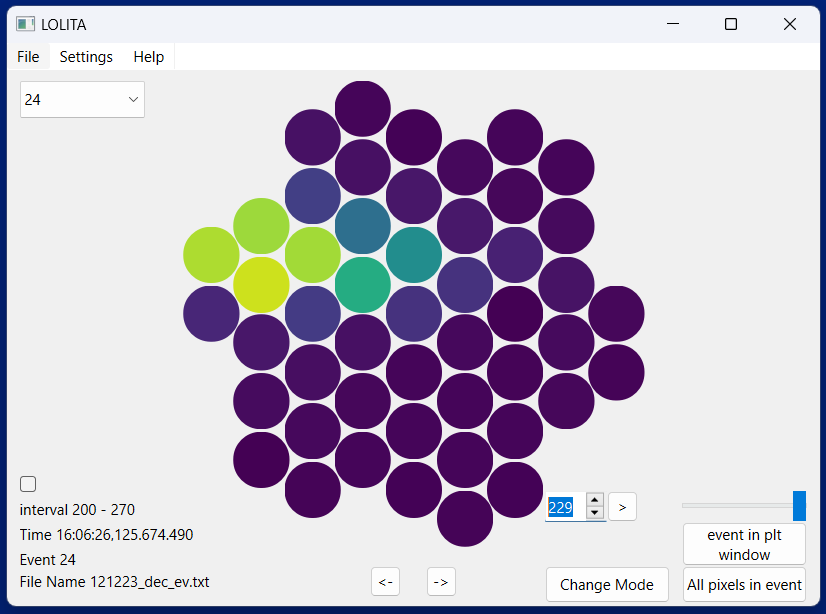 LOLITA
File Settings Help
24
229
>
interval 200 - 270
Time 16:06:26,125.674.490
Event 24
File Name 121223_dec_ev.txt
<-
->
Change Mode
event in plt
window
All pixels in event